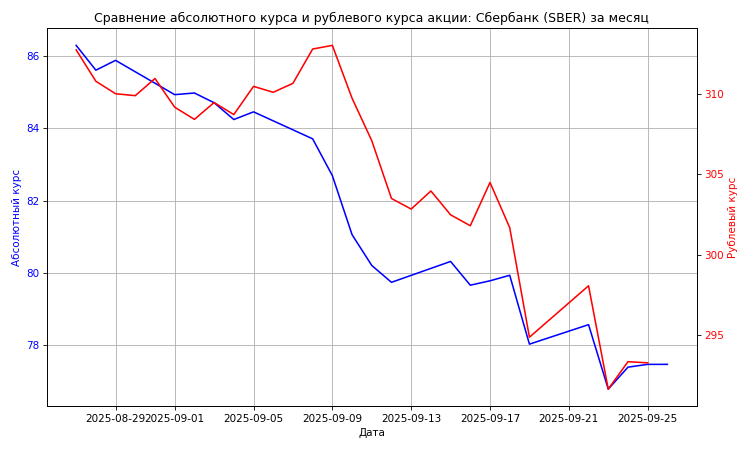 Сравнение абсолютного курса и рублевого курса акции: Сбербанк (SBER) за месяц
Абсолютный курс
86
84
82
80
78
310
305
300
295
Рублевый курс
2025-08-29 2025-09-01 2025-09-05 2025-09-09 2025-09-13 2025-09-17 2025-09-21 2025-09-25
Дата